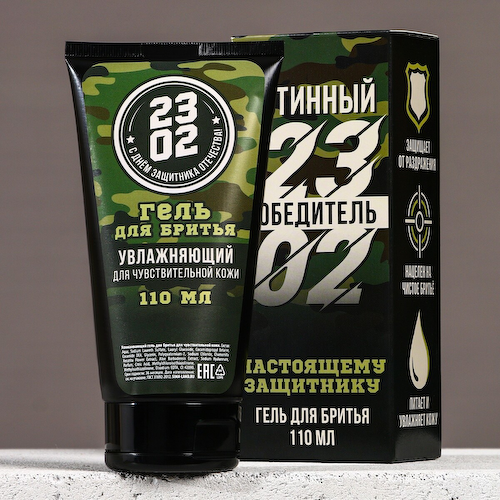 23
02
С ДНЁМ ЗАЩИТНИКА ОТЕЧЕСТВА!
ГЕЛЬ
ДЛЯ БРИТЬЯ
УВЛАЖНЯЮЩИЙ
ДЛЯ ЧУВСТВИТЕЛЬНОЙ КОЖИ
110 МЛ
EAC
ТИННЫЙ
23
ОБЕДИТЕЛЬ
02
НАСТОЯЩЕМУ
ЗАЩИТНИКУ
ГЕЛЬ ДЛЯ БРИТЬЯ
110 МЛ
ЗАЩИЩАЕТ
ОТ РАЗДРАЖЕНИЯ
НАЦЕЛЕН НА
ЧИСТОЕ БРИТЬЁ
ПИТАЕТ И
УВЛАЖНЯЕТ КОЖУ